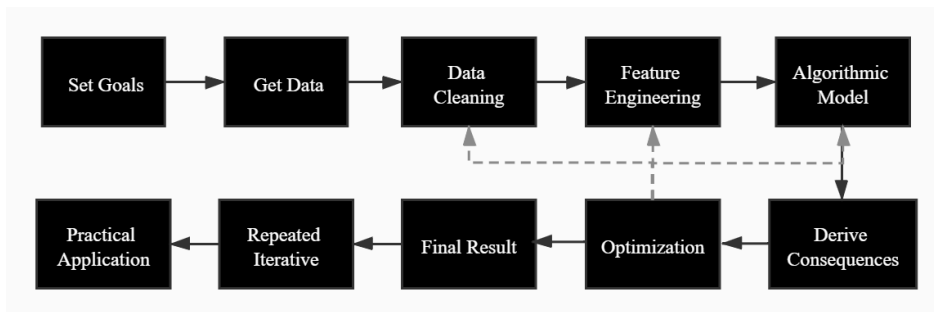 Set Goals
Get Data
Data
Cleaning
Feature
Engineering
Algorithmic
Model
Practical
Application
Repeated
Iterative
Final Result
Optimization
Derive
Consequences